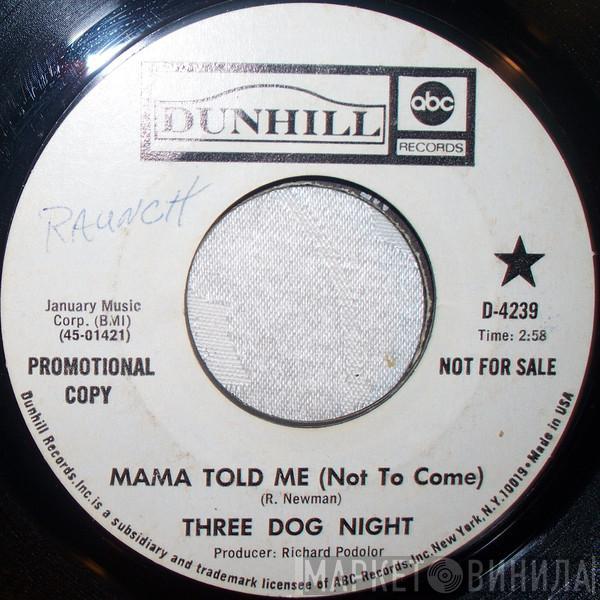 DUNHILL
abc
RECORDS
RAUNCH
January Music
Corp. (BMI)
(45-01421)
PROMOTIONAL
COPY
D-4239
Time: 2:58
NOT FOR SALE
MAMA TOLD ME (Not To Come)
(R. Newman)
THREE DOG NIGHT
Producer: Richard Podolor
Dunhill Records, Inc. is a subsidiary and trademark licensee of ABC Records, Inc. New York, N.Y. 10019 • Made in USA
МАРКЕТ ВИНИЛА